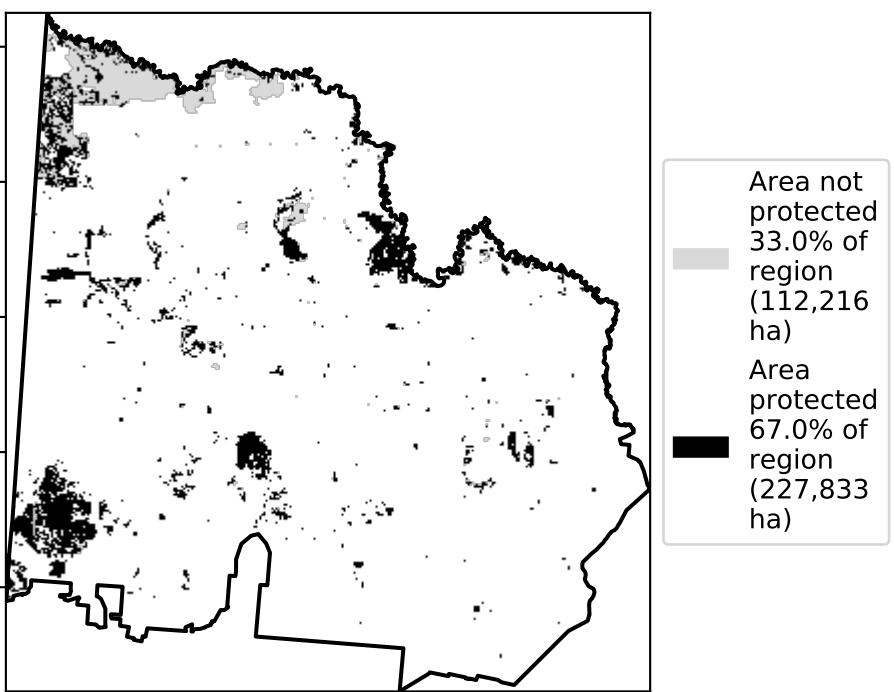 Area not
protected
33.0% of
region
(112,216
ha)
Area
protected
67.0% of
region
(227,833
ha)